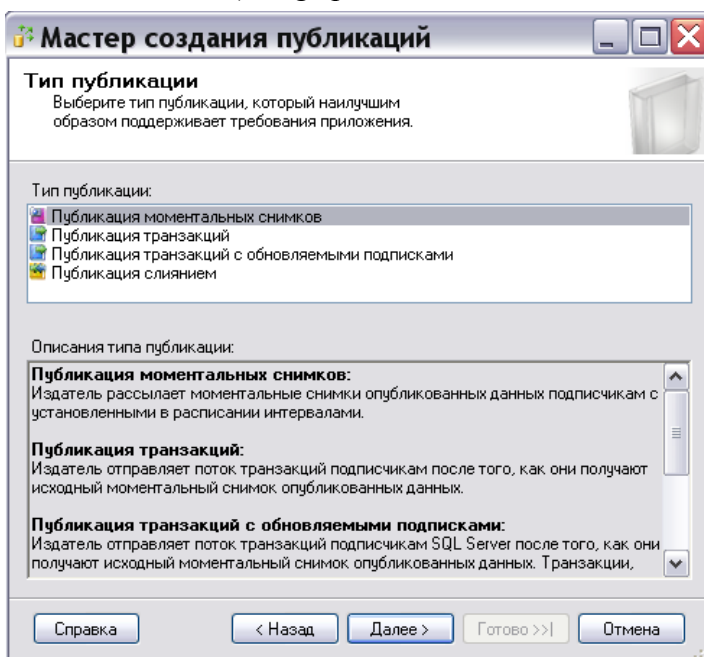 Мастер создания публикаций
Тип публикации
Выберите тип публикации, который наилучшим
образом поддерживает требования приложения.
Тип публикации:
Публикация моментальных снимков
Публикация транзакций
Публикация транзакций с обновляемыми подписками
Публикация слиянием
Описания типа публикации:
Публикация моментальных снимков:
Издатель рассылает моментальные снимки опубликованных данных подписчикам с
установленными в расписании интервалами.
Публикация транзакций:
Издатель отправляет поток транзакций подписчикам после того, как они получают
исходный моментальный снимок опубликованных данных.
Публикация транзакций с обновляемыми подписками:
Издатель отправляет поток транзакций подписчикам SQL Server после того, как они
получают исходный моментальный снимок опубликованных данных. Транзакции,
Справка
< Назад
Далее >
Готово >>|
Отмена